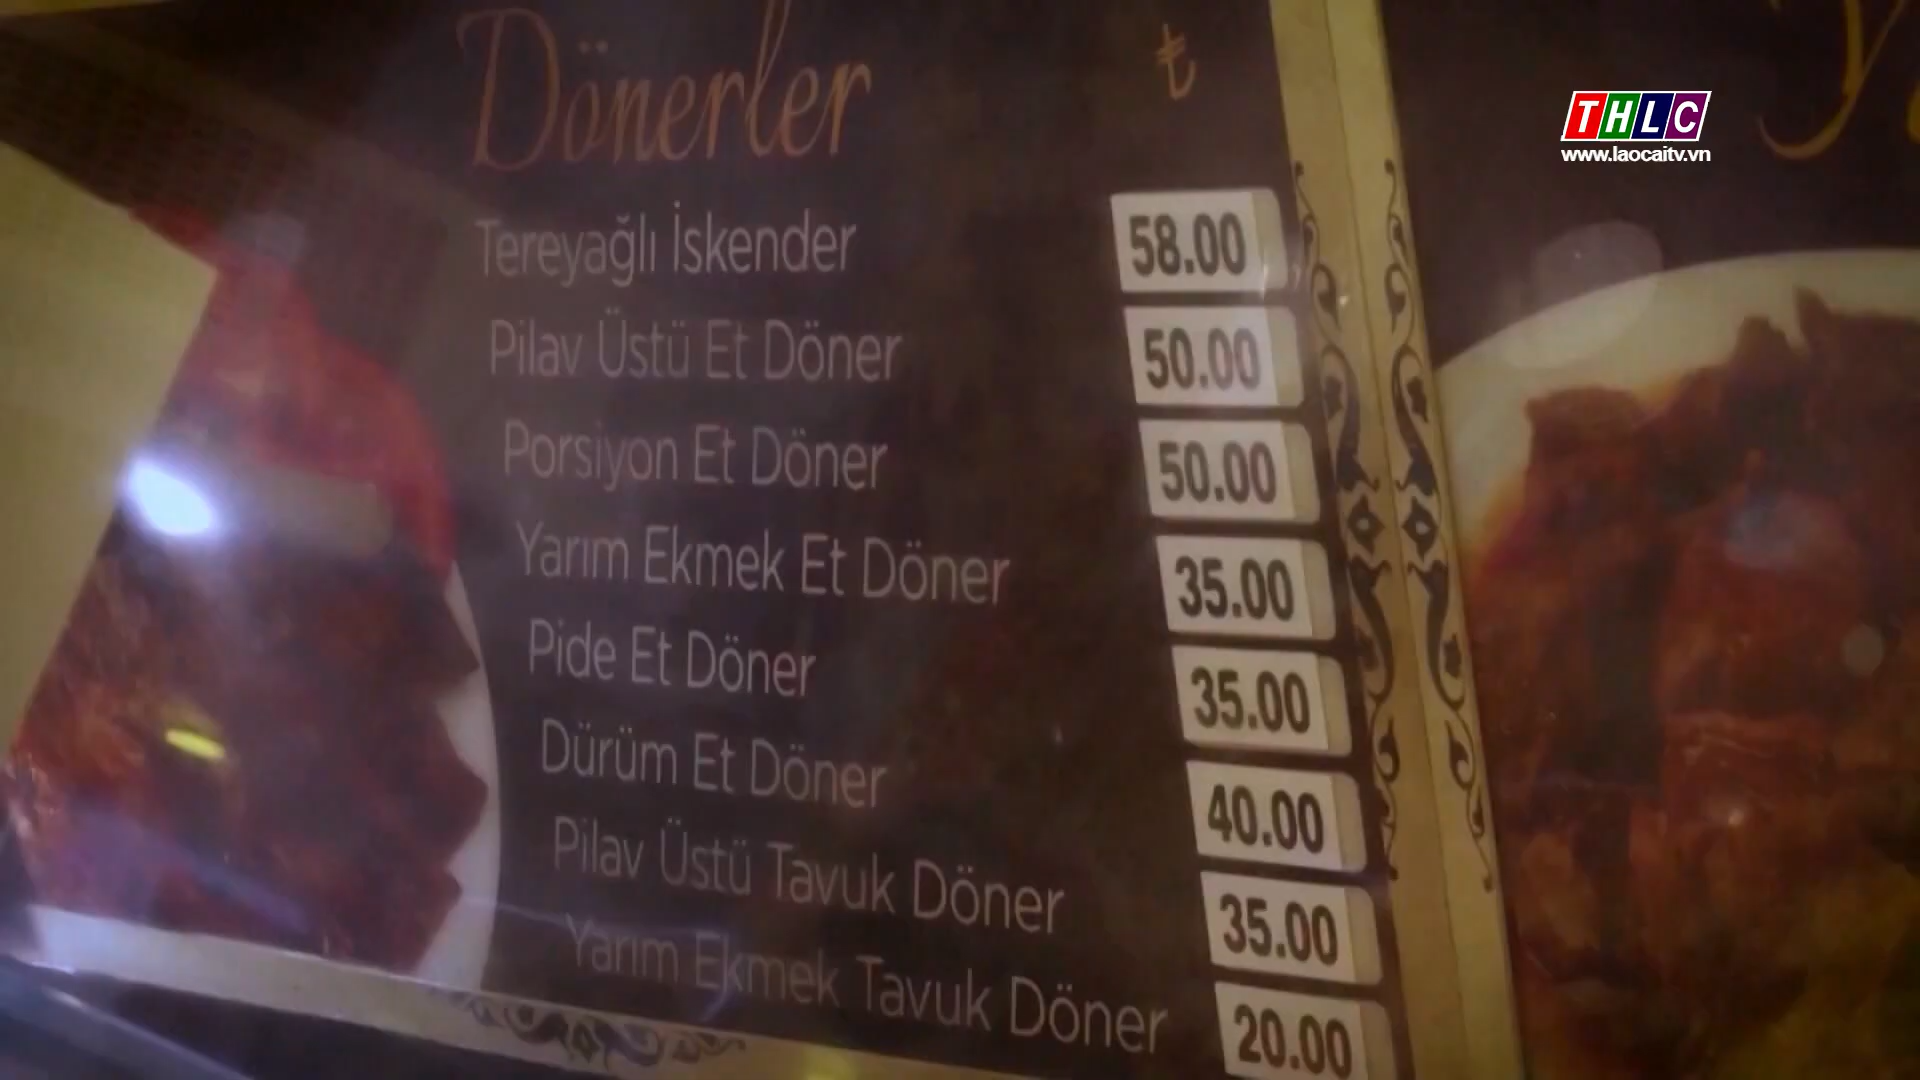 Dönerler ₺
THLC
www.laocaitv.vn
Tereyağlı İskender 58.00
Pilav Üstü Et Döner 50.00
Porsiyon Et Döner 50.00
Yarım Ekmek Et Döner 35.00
Pide Et Döner 35.00
Dürüm Et Döner 40.00
Pilav Üstü Tavuk Döner 35.00
Yarım Ekmek Tavuk Döner 20.00